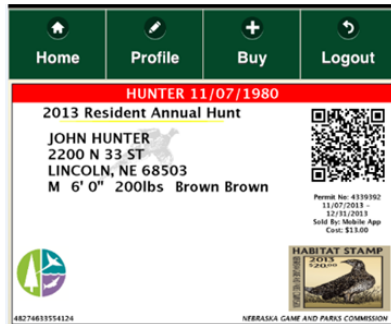 Home Profile Buy Logout
HUNTER 11/07/1980
2013 Resident Annual Hunt
JOHN HUNTER
2200 N 33 ST
LINCOLN, NE 68503
M 6' 0" 200lbs Brown Brown
Permit No: 4339392
11/07/2013 -
12/31/2013
Sold By: Mobile App
Cost: $13.00
HABITAT STAMP
2013
$20.00
48274633554124 NEBRASKA GAME AND PARKS COMMISSION